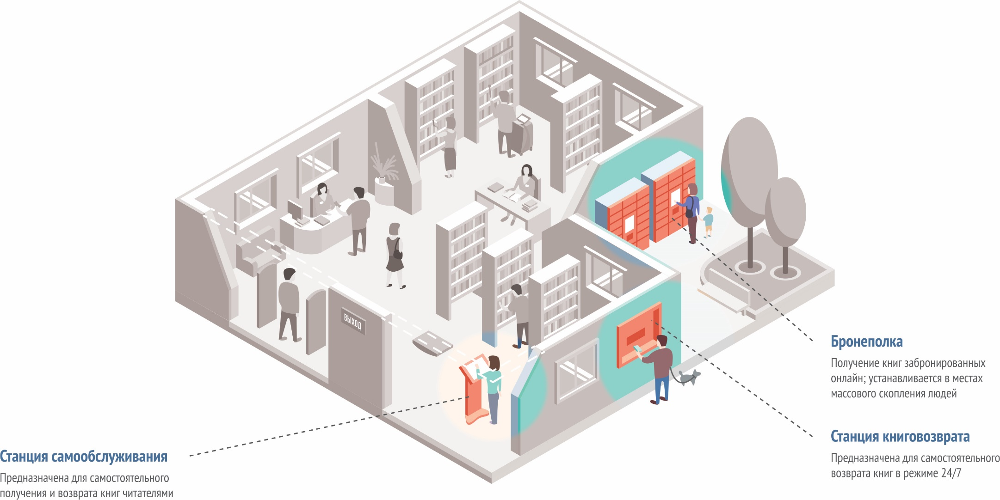 ВЫХОД
Бронеполка
Получение книг забронированных
онлайн; устанавливается в местах
массового скопления людей
Станция книговозврата
Предназначена для самостоятельного
возврата книг в режиме 24/7
Станция самообслуживания
Предназначена для самостоятельного
получения и возврата книг читателями